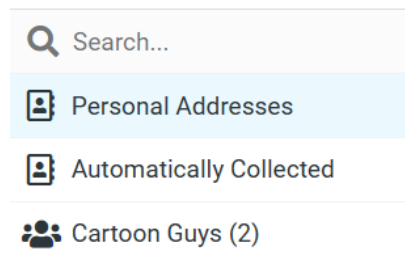 Search...
Personal Addresses
Automatically Collected
Cartoon Guys (2)